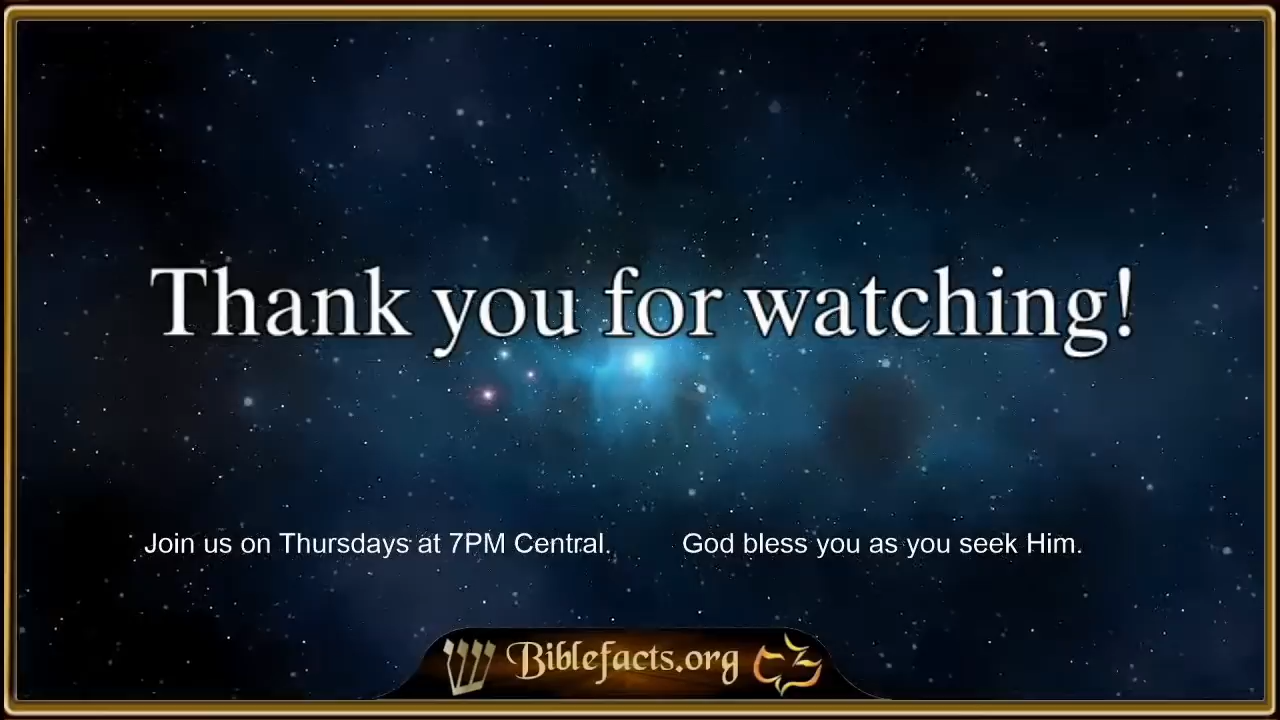 Thank you for watching!
Join us on Thursdays at 7PM Central. God bless you as you seek Him.
ש Biblefacts.org